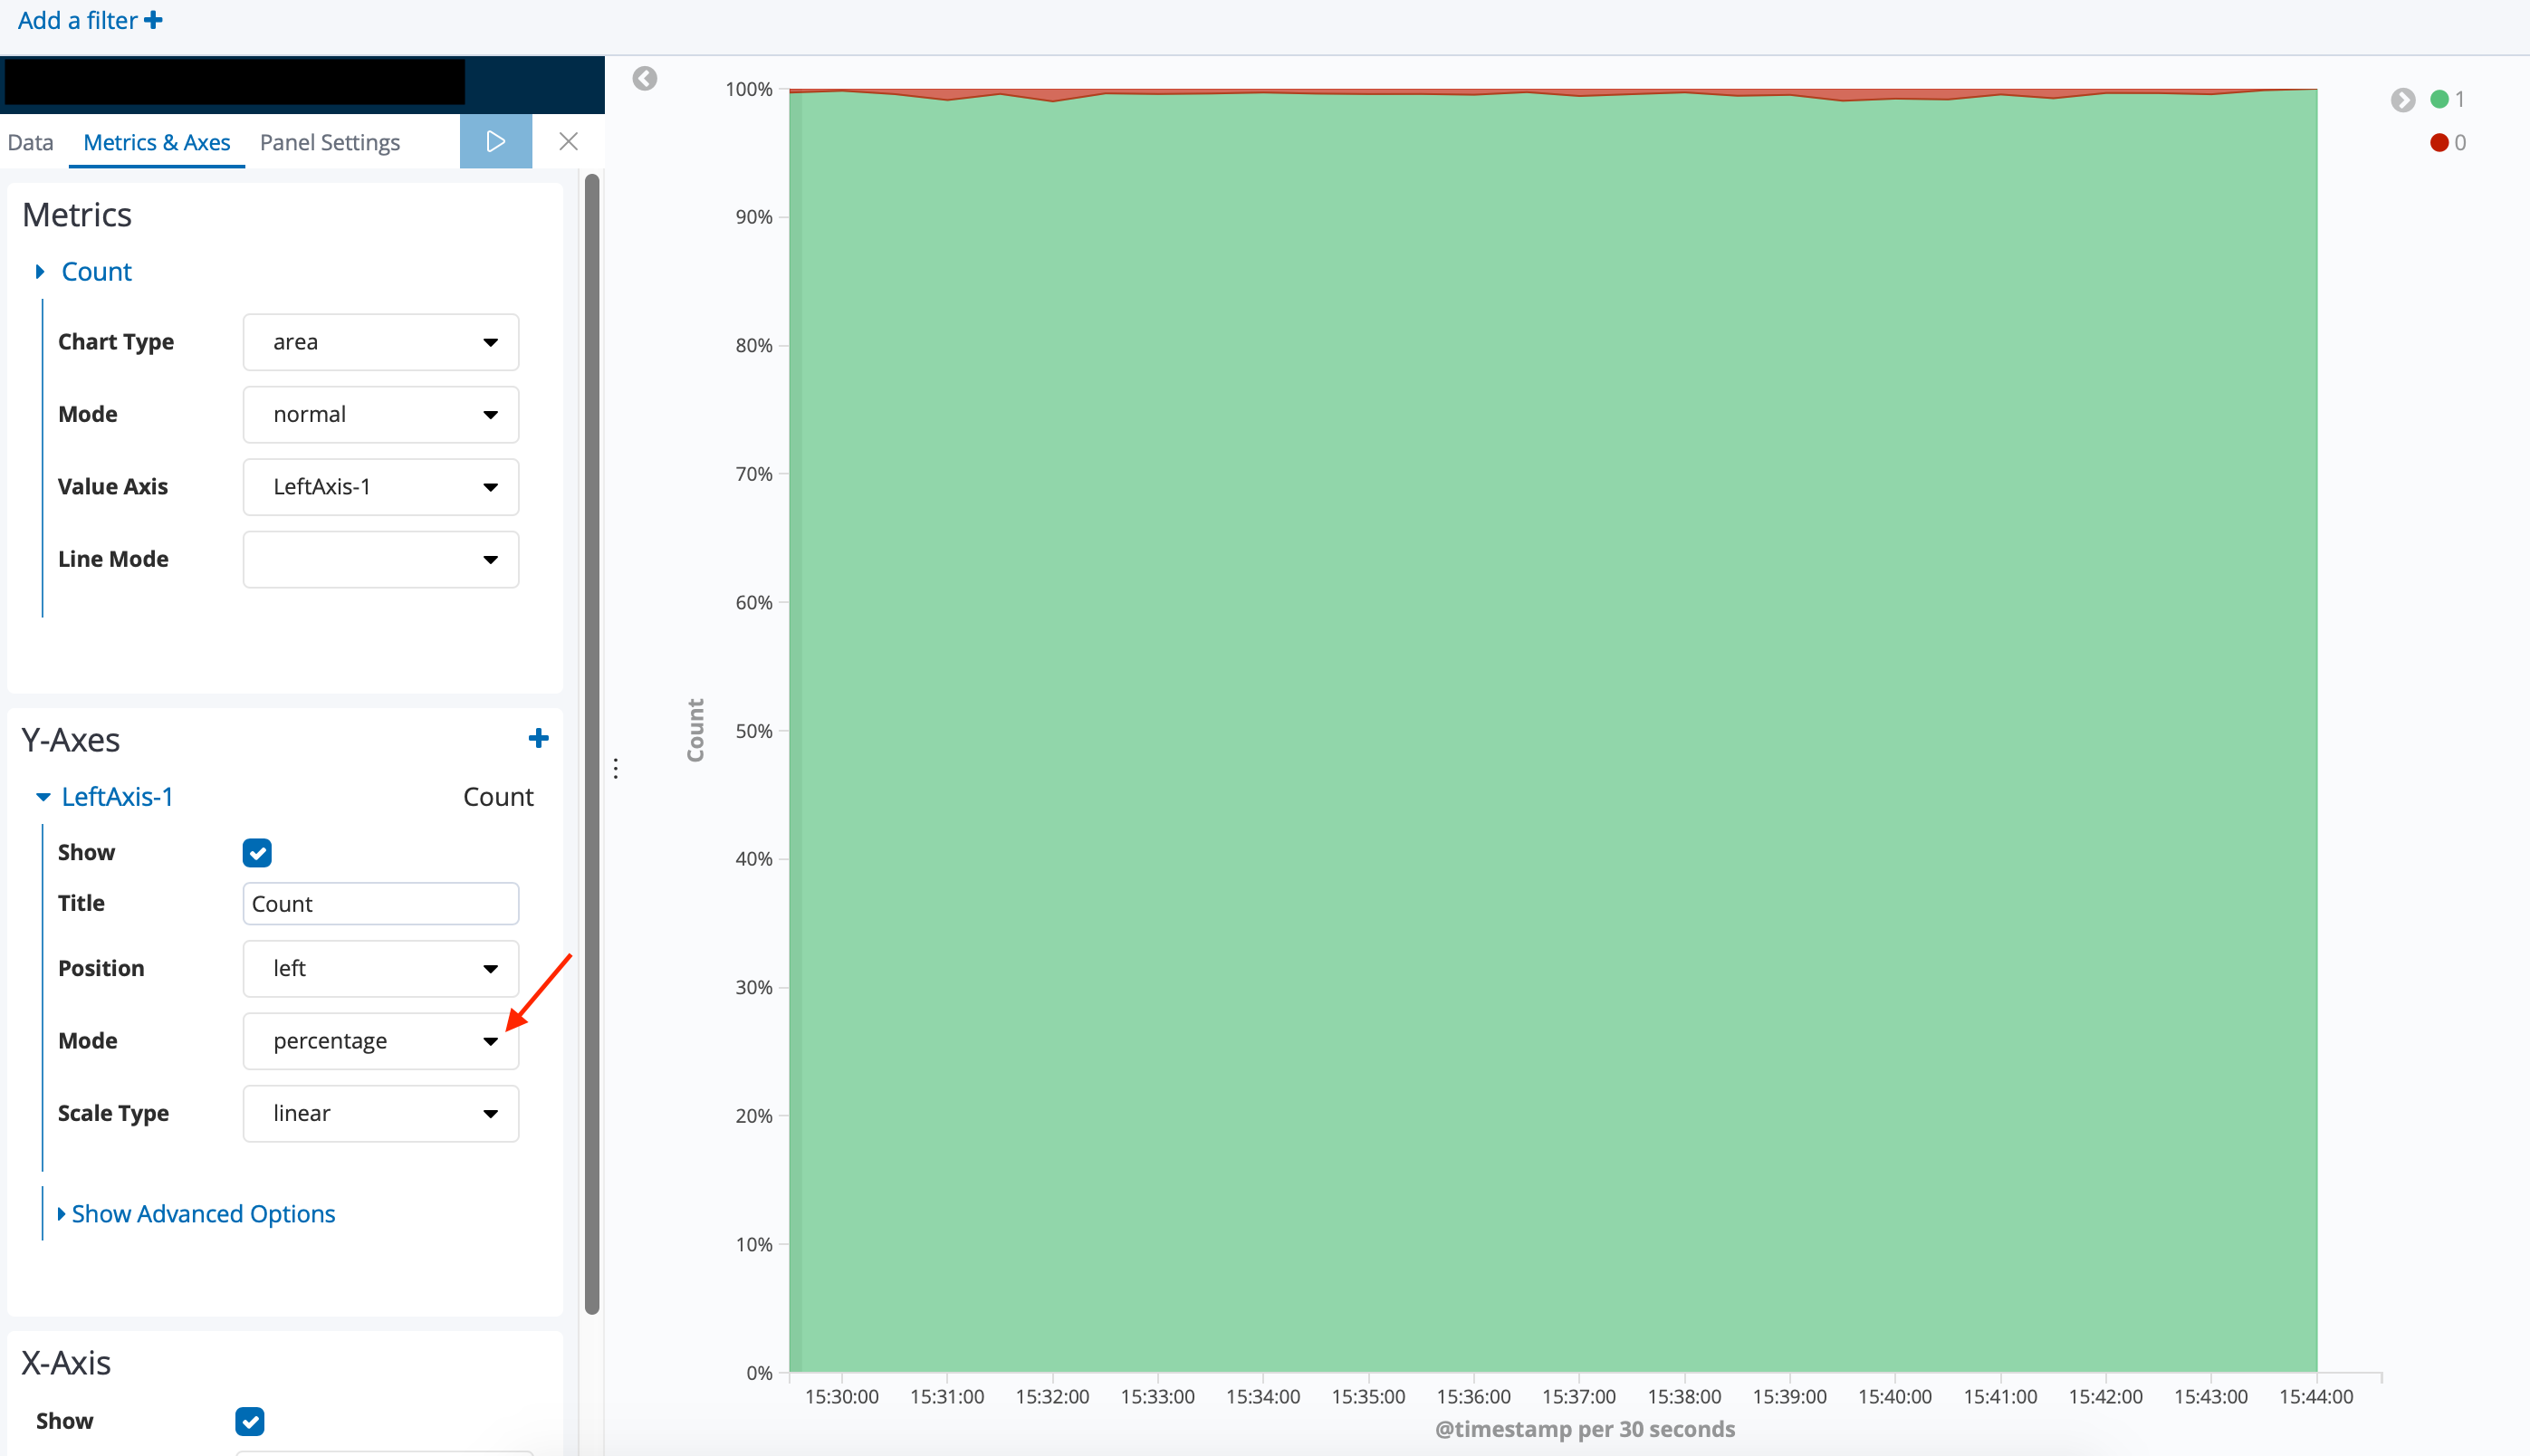 Add a filter
Data Metrics & Axes Panel Settings
Metrics
Count
Chart Type area
Mode normal
Value Axis LeftAxis-1
Line Mode
Y-Axes
LeftAxis-1 Count
Show
Title Count
Position left
Mode percentage
Scale Type linear
Show Advanced Options
X-Axis
Show
100%
90%
80%
70%
60%
50%
40%
30%
20%
10%
0%
Count
15:30:00 15:31:00 15:32:00 15:33:00 15:34:00 15:35:00 15:36:00 15:37:00 15:38:00 15:39:00 15:40:00 15:41:00 15:42:00 15:43:00 15:44:00
@timestamp per 30 seconds
1
0